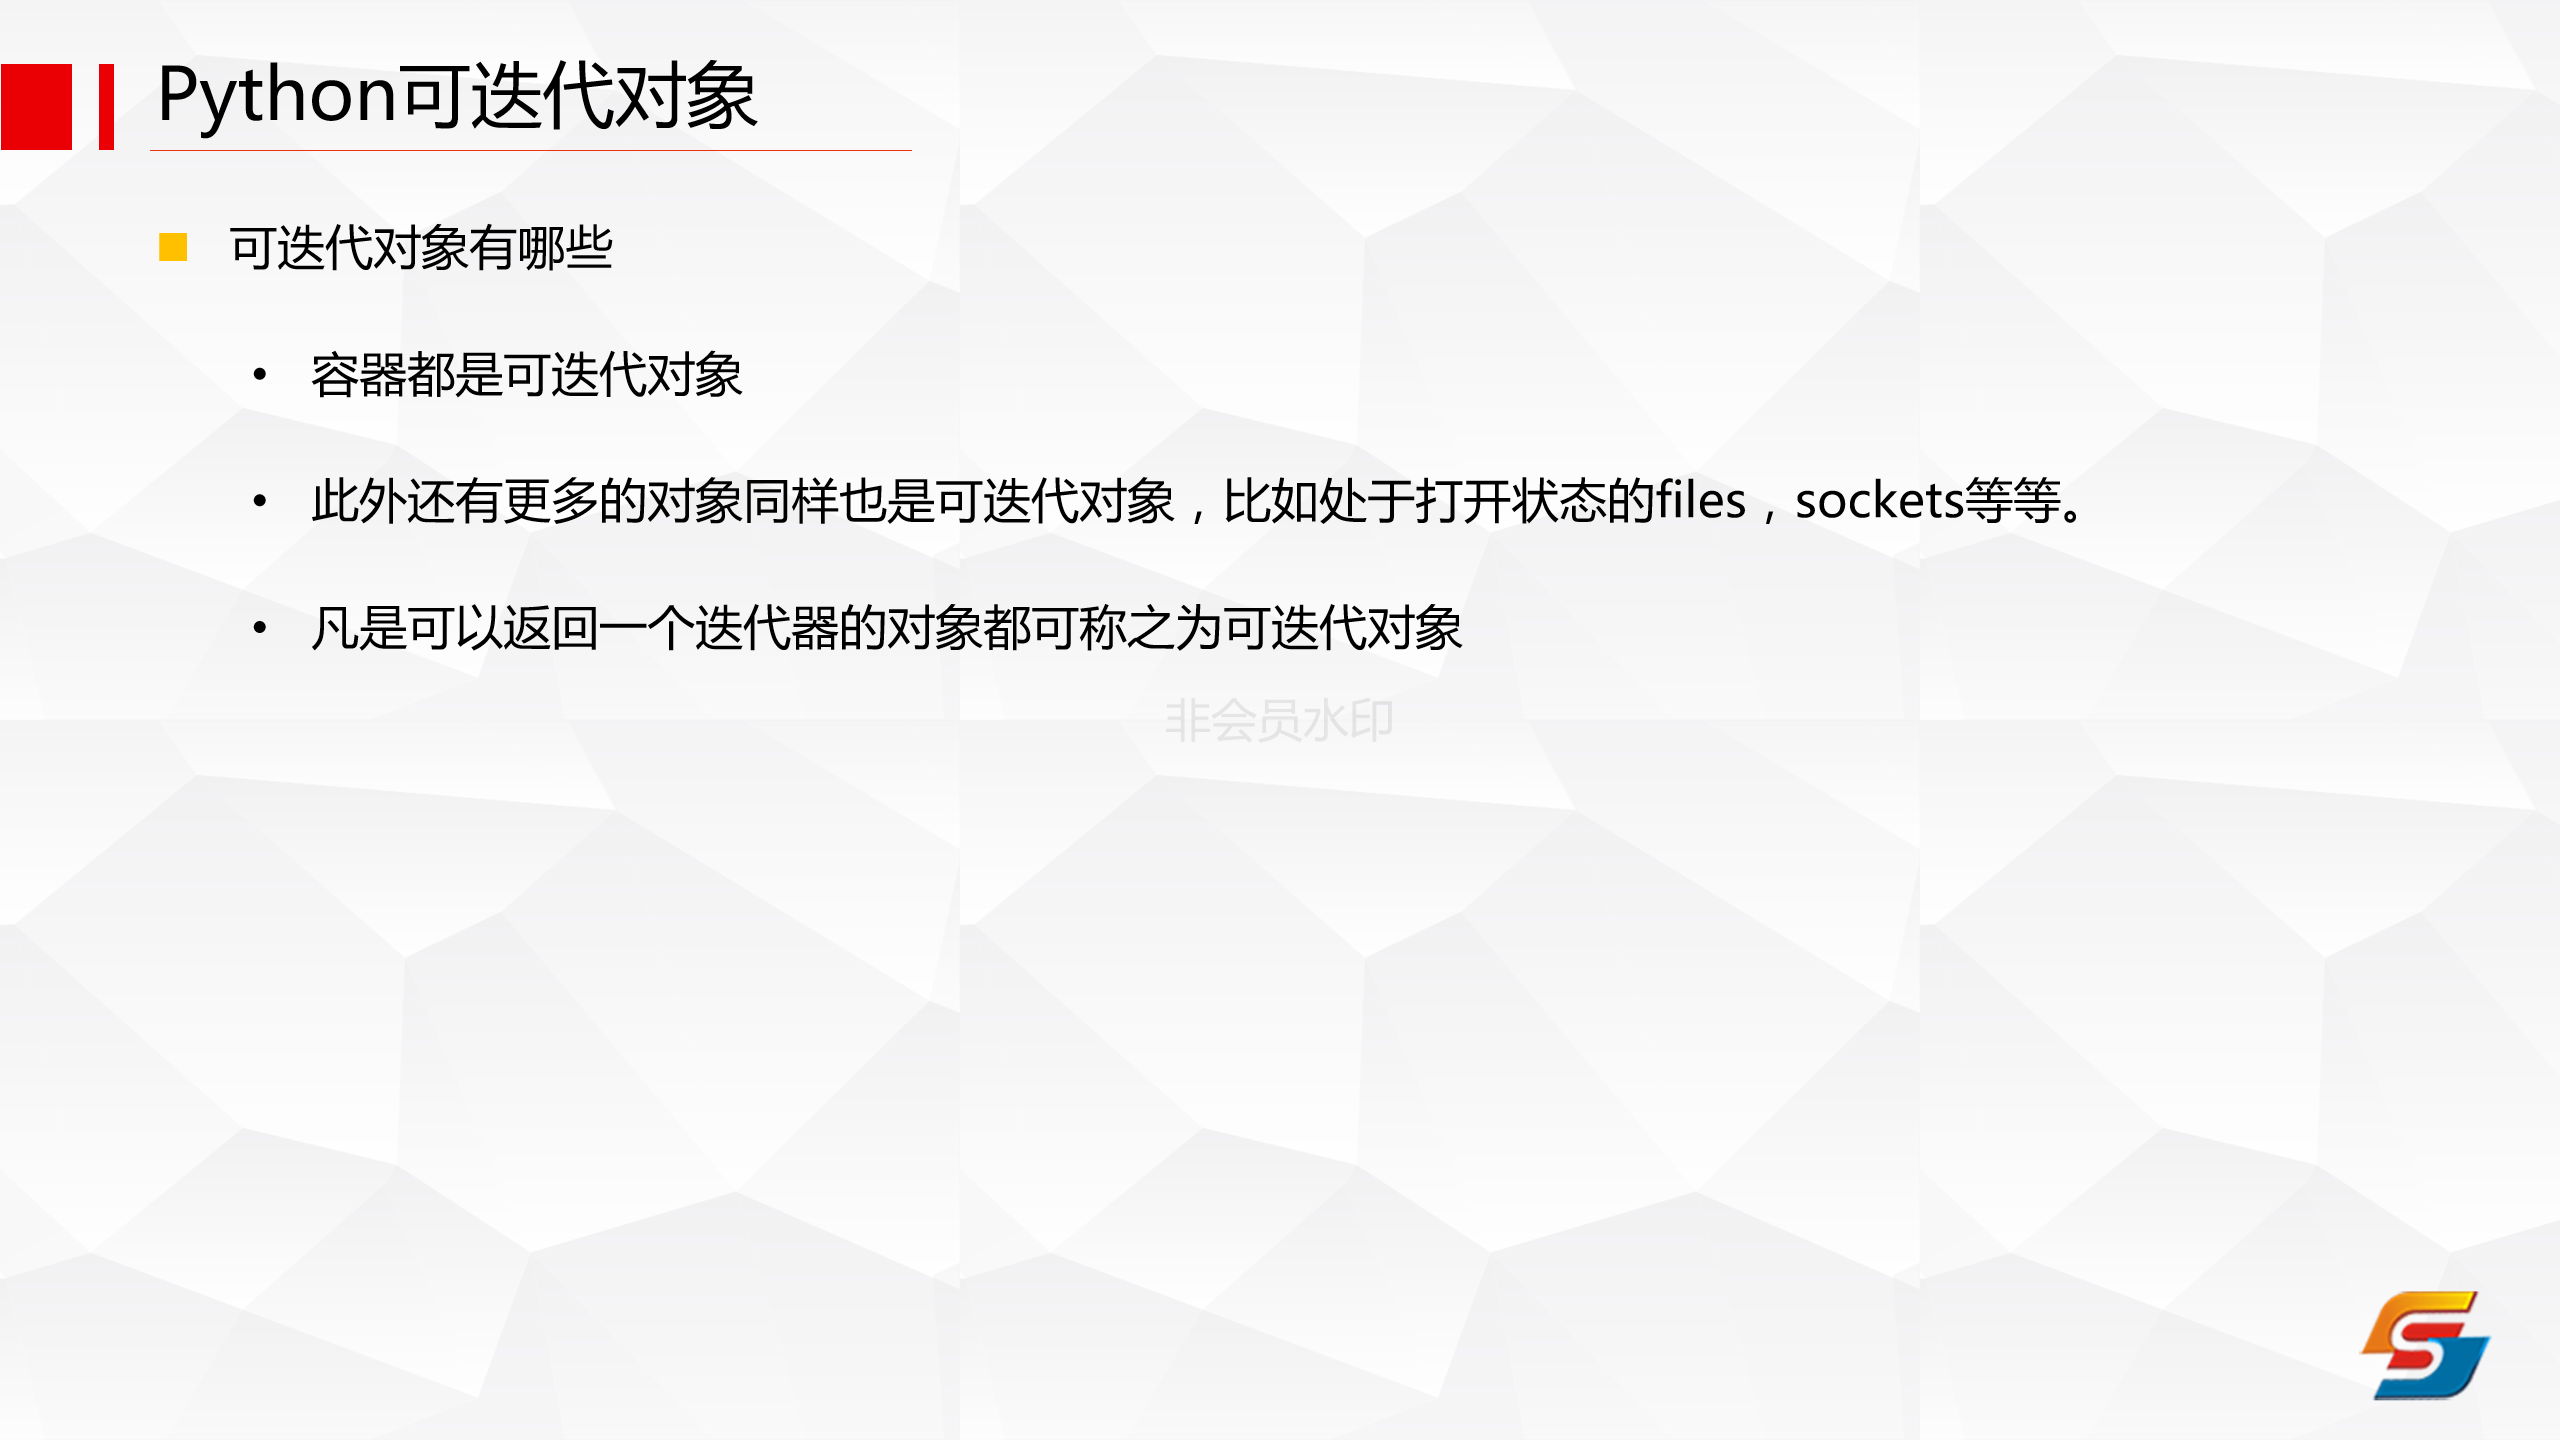 Python可迭代对象
可迭代对象有哪些
• 容器都是可迭代对象
• 此外还有更多的对象同样也是可迭代对象，比如处于打开状态的files，sockets等等。
• 凡是可以返回一个迭代器的对象都可称之为可迭代对象
非会员水印